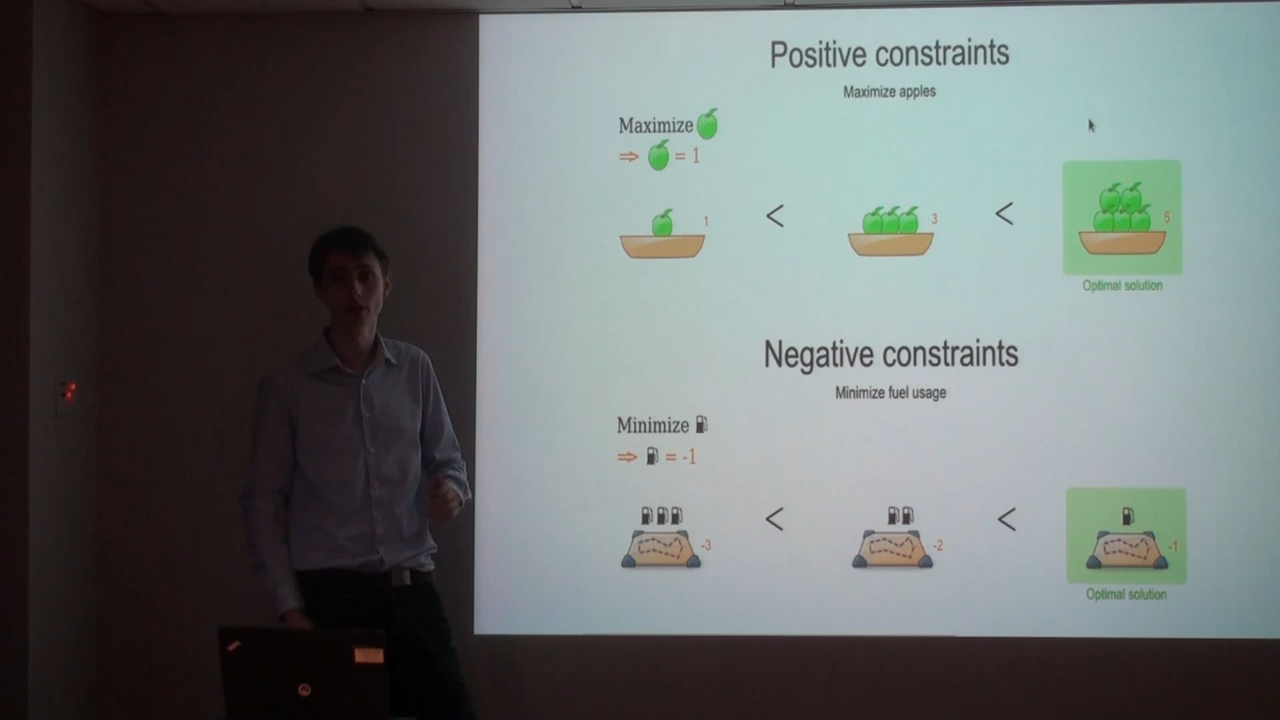 Positive constraints
Maximize apples
Maximize
⇒ = 1
1 < 3 < 5
Optimal solution
Negative constraints
Minimize fuel usage
Minimize
⇒ = -1
-3 < -2 < -1
Optimal solution